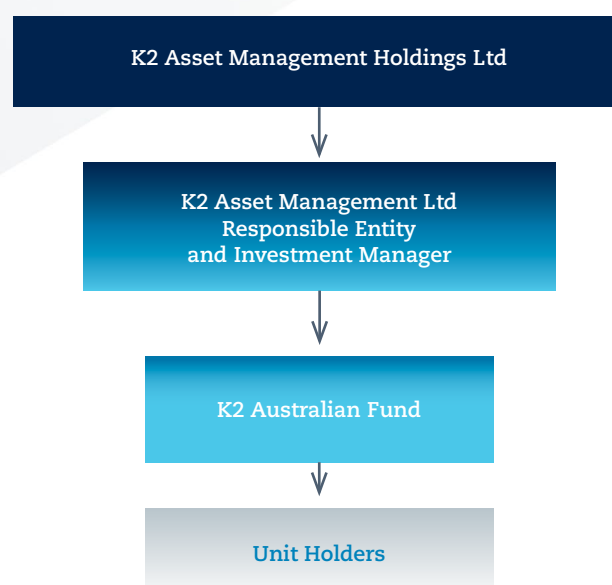 K2 Asset Management Holdings Ltd
K2 Asset Management Ltd
Responsible Entity
and Investment Manager
K2 Australian Fund
Unit Holders